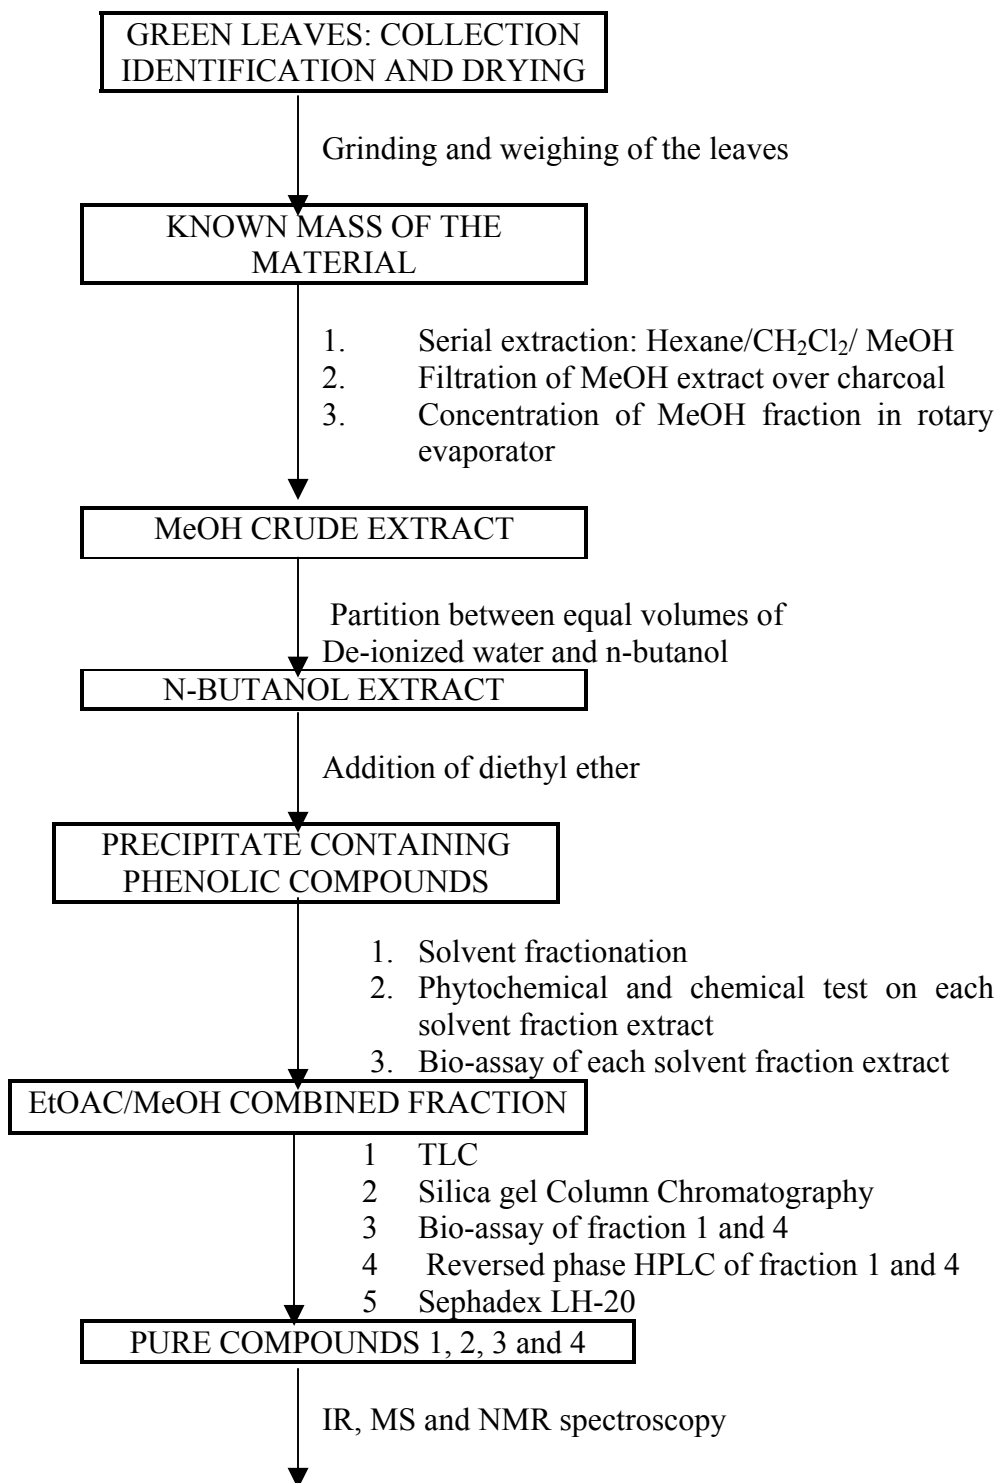 GREEN LEAVES: COLLECTION
IDENTIFICATION AND DRYING
Grinding and weighing of the leaves
KNOWN MASS OF THE
MATERIAL
1. Serial extraction: Hexane/CH₂Cl₂/ MeOH
2. Filtration of MeOH extract over charcoal
3. Concentration of MeOH fraction in rotary
evaporator
MeOH CRUDE EXTRACT
Partition between equal volumes of
De-ionized water and n-butanol
N-BUTANOL EXTRACT
Addition of diethyl ether
PRECIPITATE CONTAINING
PHENOLIC COMPOUNDS
1. Solvent fractionation
2. Phytochemical and chemical test on each
solvent fraction extract
3. Bio-assay of each solvent fraction extract
EtOAC/MeOH COMBINED FRACTION
1 TLC
2 Silica gel Column Chromatography
3 Bio-assay of fraction 1 and 4
4 Reversed phase HPLC of fraction 1 and 4
5 Sephadex LH-20
PURE COMPOUNDS 1, 2, 3 and 4
IR, MS and NMR spectroscopy